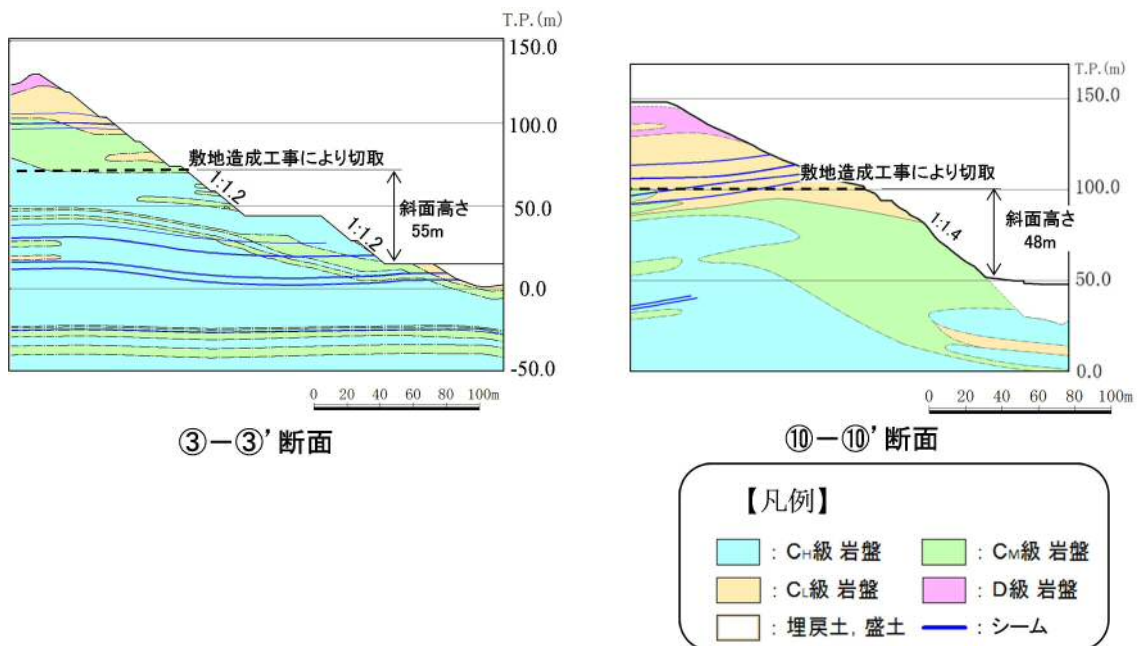 T.P.(m)
150.0
100.0
50.0
0.0
-50.0
敷地造成工事により切取
1:1.2
斜面高さ
55m
1:1.2
0 20 40 60 80 100m
③－③’断面
T.P.(m)
150.0
100.0
50.0
0.0
敷地造成工事により切取
1:1.4
斜面高さ
48m
0 20 40 60 80 100m
⑩－⑩’断面
【凡例】
：CH級 岩盤 ：CM級 岩盤
：CL級 岩盤 ：D級 岩盤
：埋戻土，盛土 ：シーム